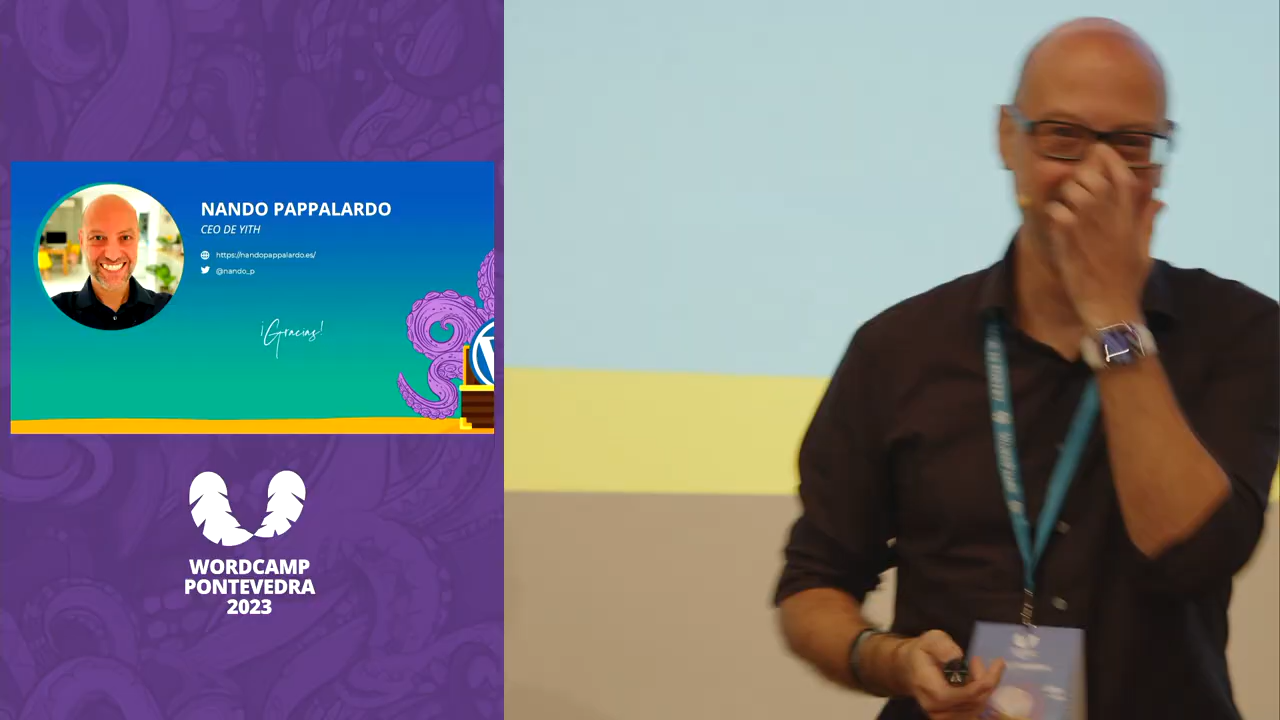 NANDO PAPPALARDO
CEO DE YITH
https://nandopappalardo.es/
@nando_p
¡Gracias!
WORDCAMP
PONTEVEDRA
2023